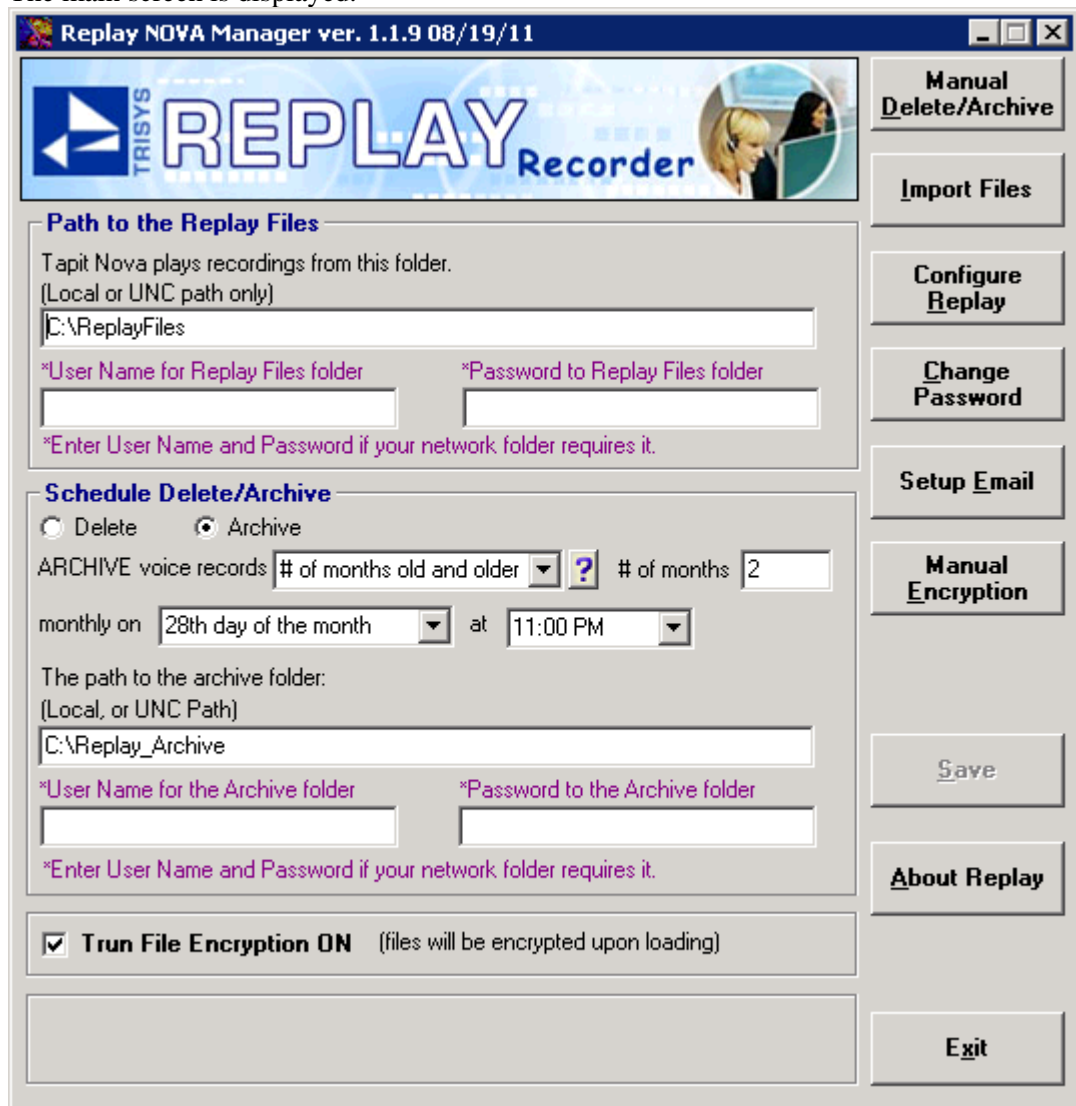 The main screen is displayed.
Replay NOVA Manager ver. 1.1.9 08/19/11
TRISYS
REPLAY Recorder
Manual Delete/Archive
Import Files
Configure Replay
Change Password
Setup Email
Manual Encryption
Save
About Replay
Exit
Path to the Replay Files
Tapit Nova plays recordings from this folder.
(Local or UNC path only)
C:\ReplayFiles
*User Name for Replay Files folder *Password to Replay Files folder
*Enter User Name and Password if your network folder requires it.
Schedule Delete/Archive
Delete Archive
ARCHIVE voice records # of months old and older ? # of months 2
monthly on 28th day of the month at 11:00 PM
The path to the archive folder:
(Local, or UNC Path)
C:\Replay_Archive
*User Name for the Archive folder *Password to the Archive folder
*Enter User Name and Password if your network folder requires it.
Trun File Encryption ON (files will be encrypted upon loading)